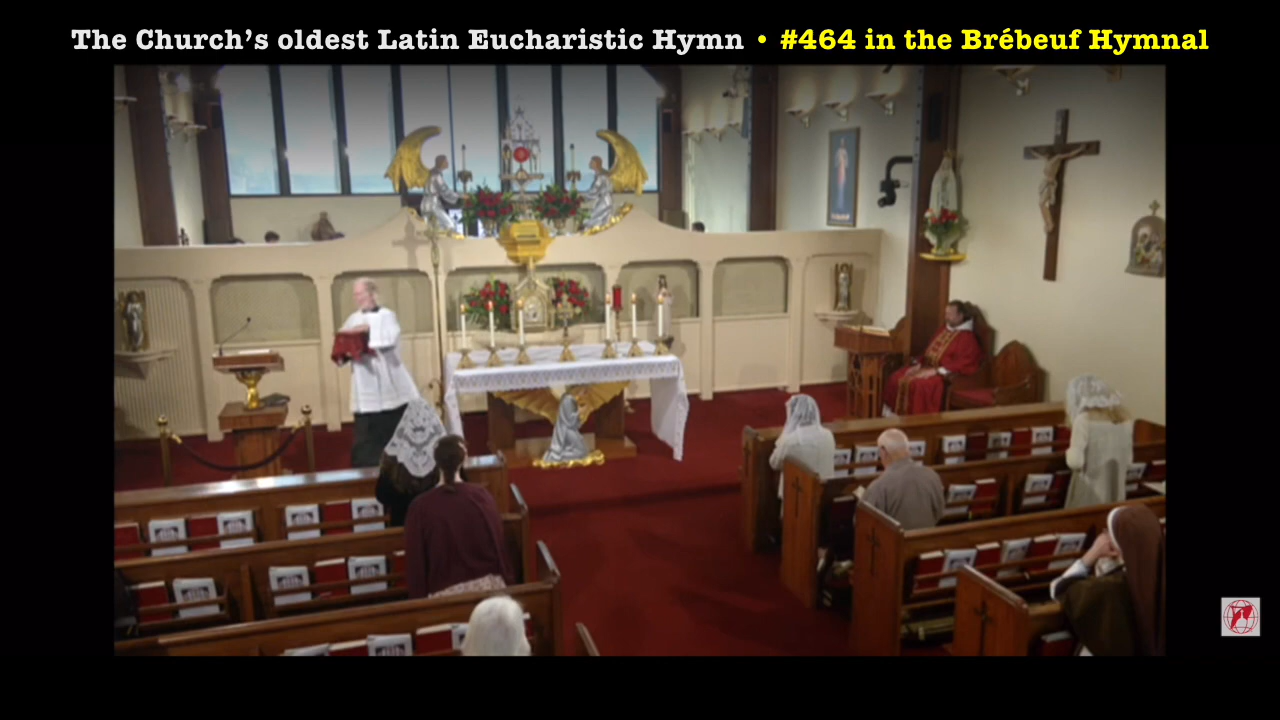 The Church’s oldest Latin Eucharistic Hymn • #464 in the Brébeuf Hymnal